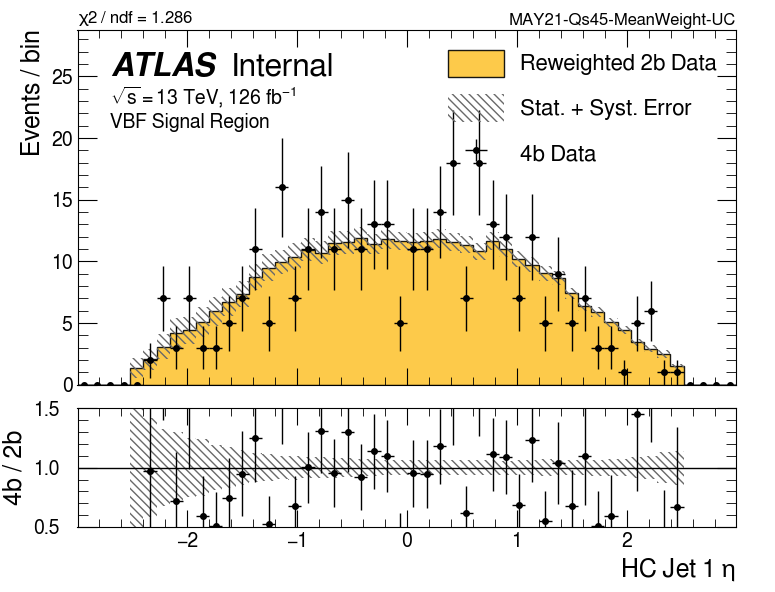 χ2 / ndf = 1.286
MAY21-Qs45-MeanWeight-UC
ATLAS Internal
√s = 13 TeV, 126 fb⁻¹
VBF Signal Region
Reweighted 2b Data
Stat. + Syst. Error
4b Data
Events / bin
25
20
15
10
5
0
4b / 2b
1.5
1.0
0.5
−2 −1 0 1 2
HC Jet 1 η